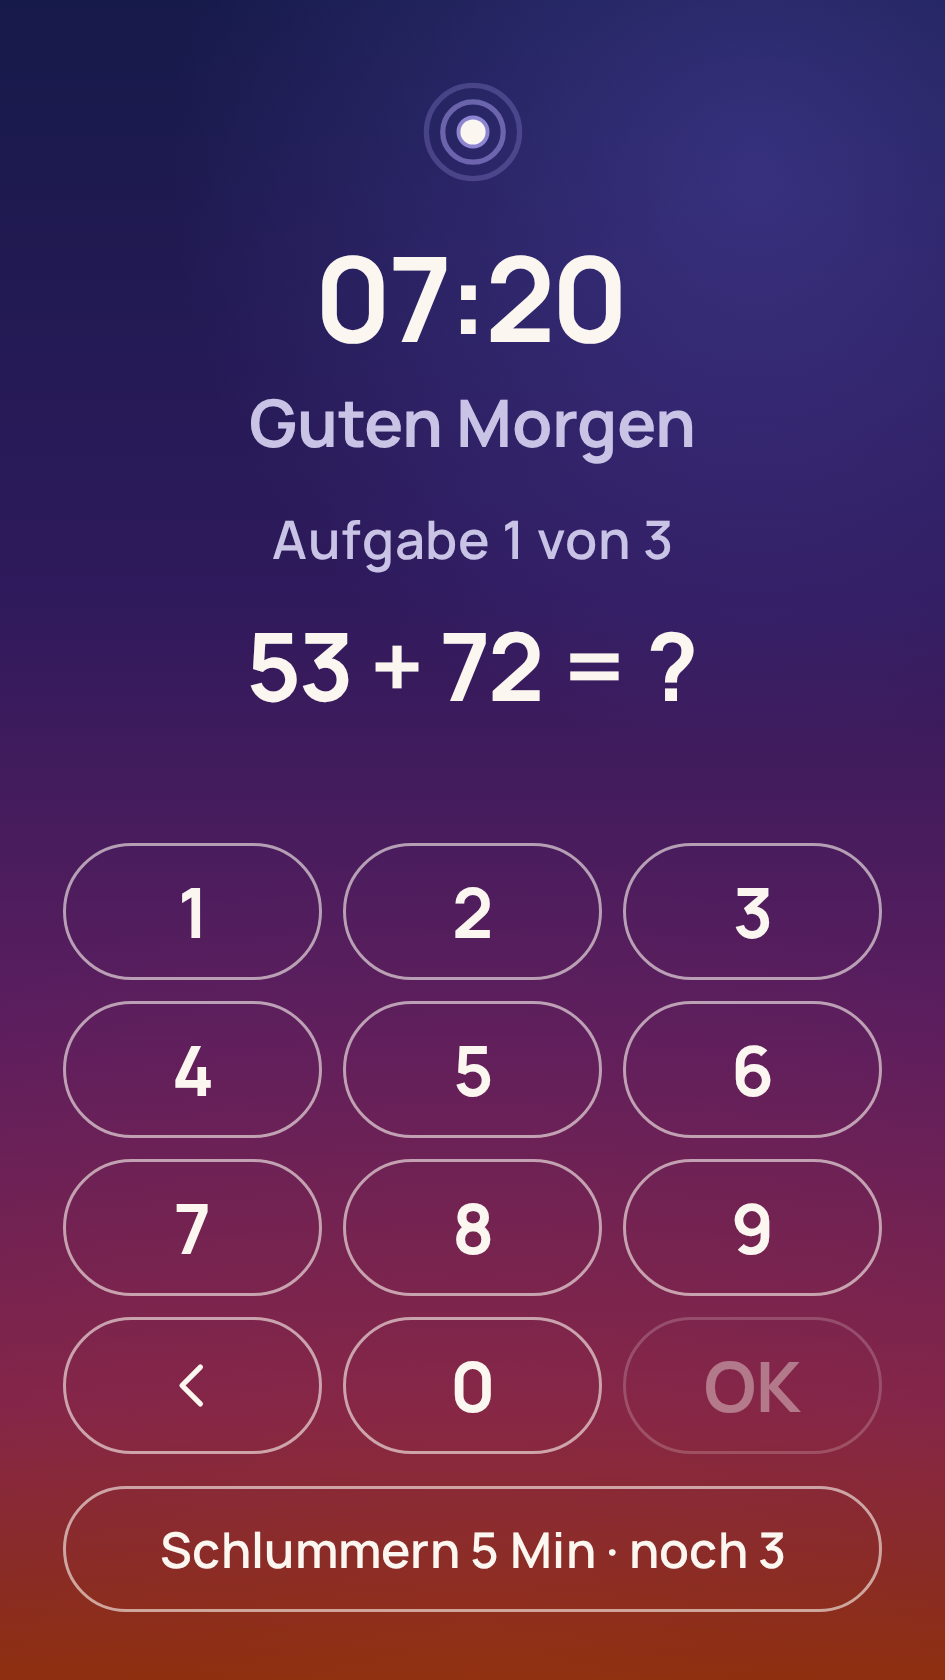 07:20
Guten Morgen
Aufgabe 1 von 3
53 + 72 = ?
1 2 3
4 5 6
7 8 9
0 OK
Schlummern 5 Min · noch 3